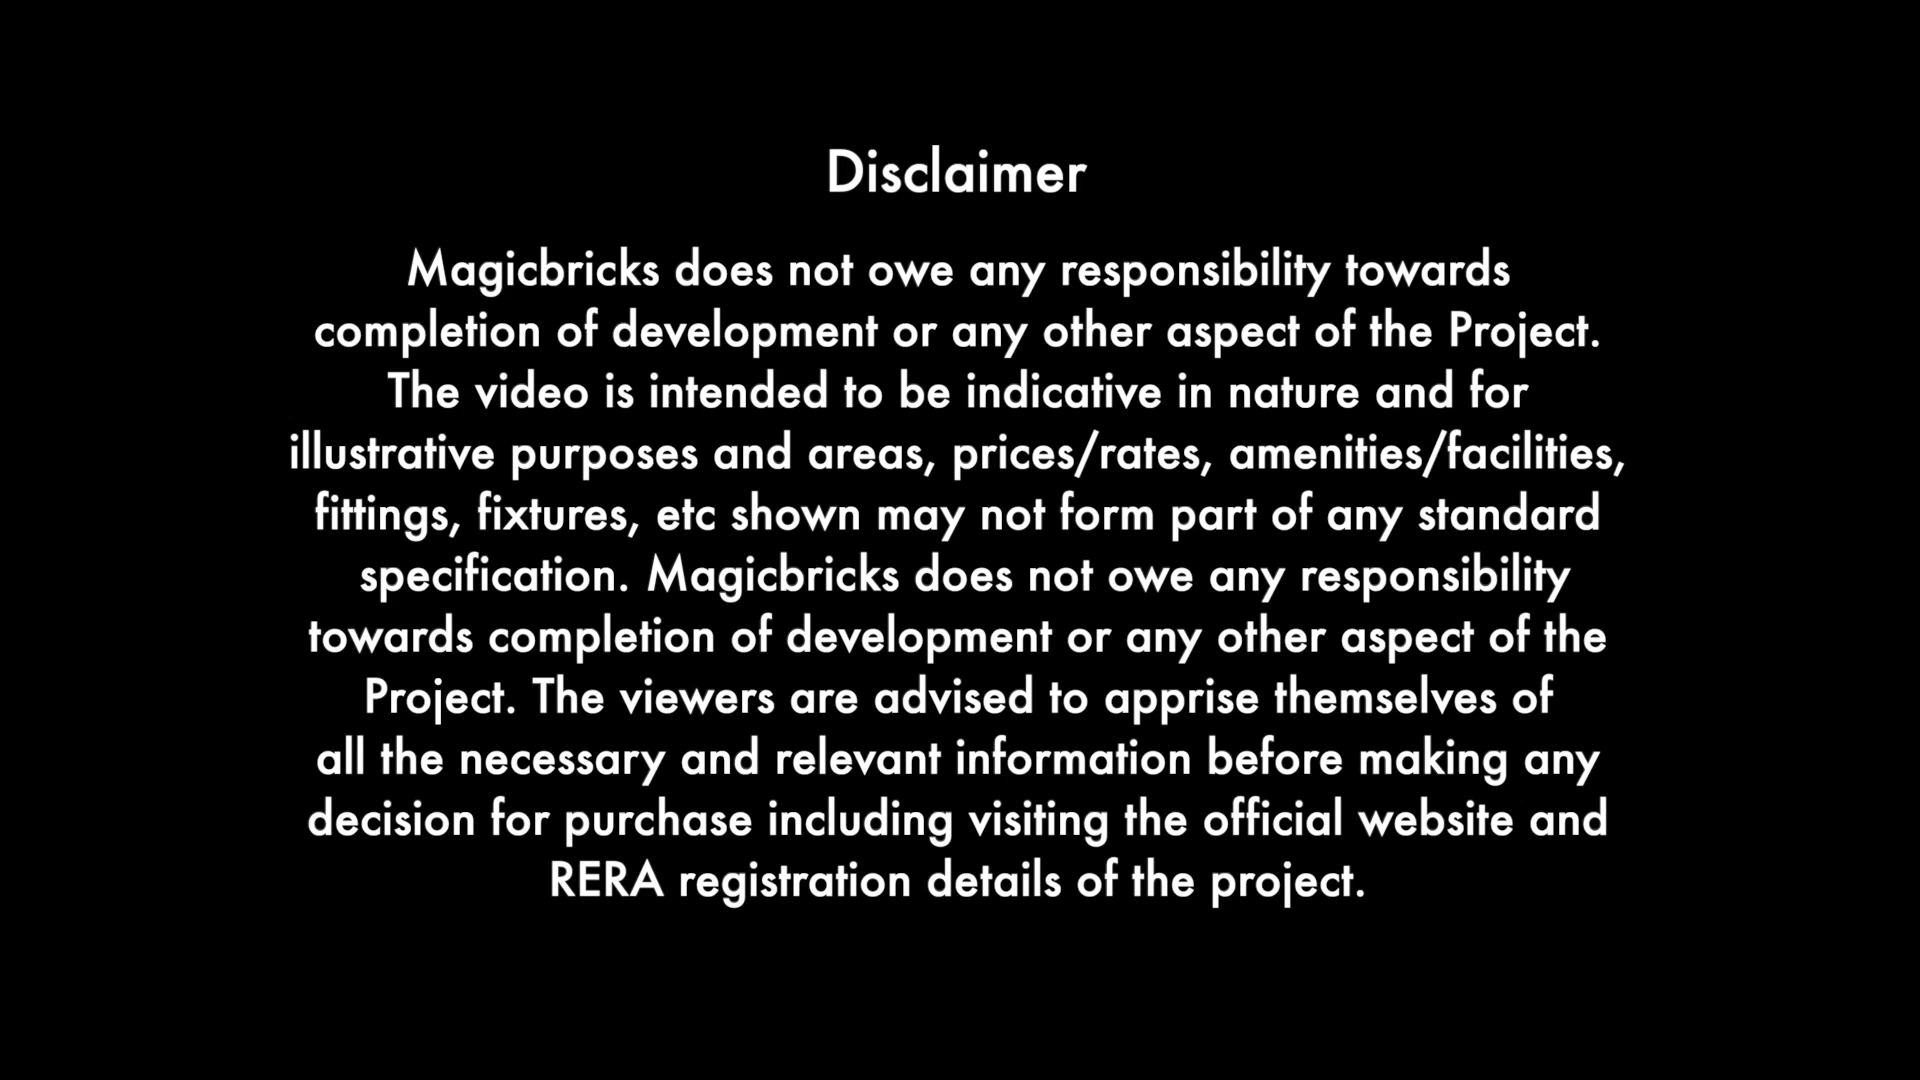 Disclaimer
Magicbricks does not owe any responsibility towards
completion of development or any other aspect of the Project.
The video is intended to be indicative in nature and for
illustrative purposes and areas, prices/rates, amenities/facilities,
fittings, fixtures, etc shown may not form part of any standard
specification. Magicbricks does not owe any responsibility
towards completion of development or any other aspect of the
Project. The viewers are advised to apprise themselves of
all the necessary and relevant information before making any
decision for purchase including visiting the official website and
RERA registration details of the project.